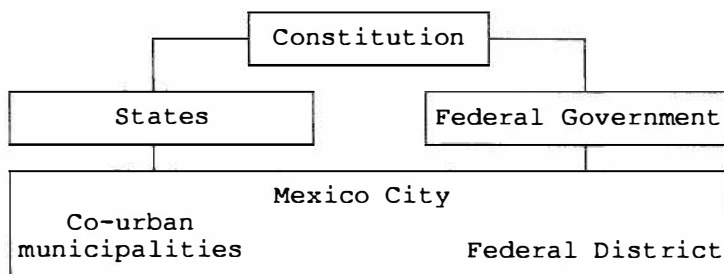 Constitution
States
Federal Government
Mexico City
Co-urban
municipalities
Federal District